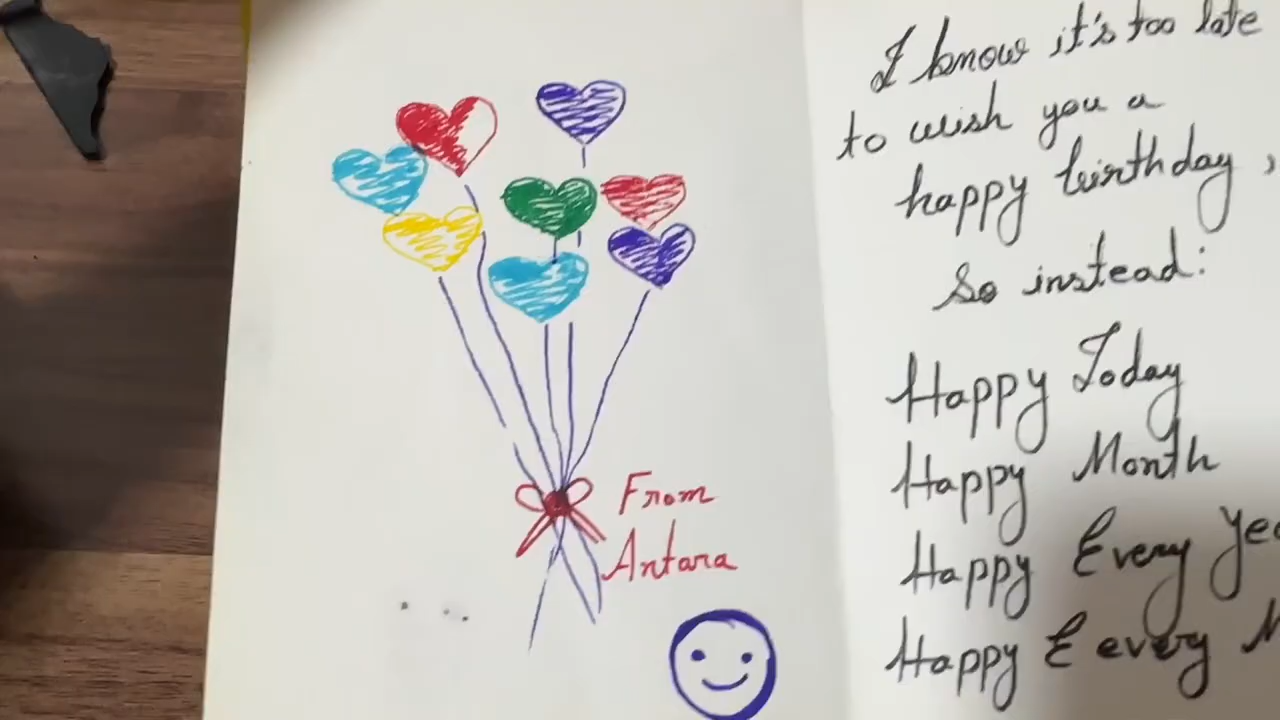 From
Antara
I know it's too late
to wish you a
happy birthday,
So instead:
Happy Today
Happy Month
Happy Every
Happy E every